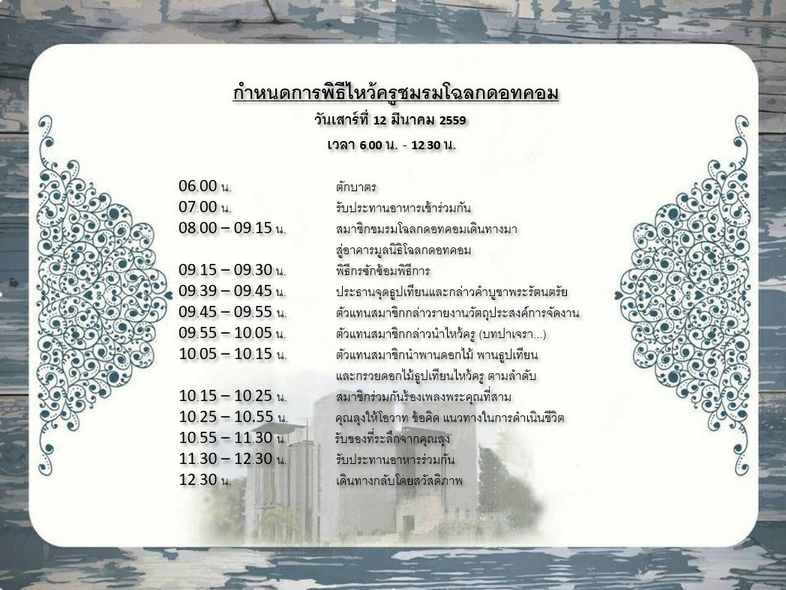 กำหนดการพิธีไหว้ครูชมรมโฉลกดอทคอม
วันเสาร์ที่ 12 มีนาคม 2559
เวลา 6.00 น. - 12.30 น.
06.00 น. ตักบาตร
07.00 น. รับประทานอาหารเช้าร่วมกัน
08.00 – 09.15 น. สมาชิกชมรมโฉลกดอทคอมเดินทางมา
สู่อาคารมูลนิธิโฉลกดอทคอม
09.15 – 09.30 น. พิธีกรซักซ้อมพิธีการ
09.39 – 09.45 น. ประธานจุดธูปเทียนและกล่าวคำบูชาพระรัตนตรัย
09.45 – 09.55 น. ตัวแทนสมาชิกกล่าวรายงานวัตถุประสงค์การจัดงาน
09.55 – 10.05 น. ตัวแทนสมาชิกกล่าวนำไหว้ครู (บทปาเจรา...)
10.05 – 10.15 น. ตัวแทนสมาชิกนำพานดอกไม้ พานธูปเทียน
และกรวยดอกไม้ธูปเทียนไหว้ครู ตามลำดับ
10.15 – 10.25 น. สมาชิกร่วมกันร้องเพลงพระคุณที่สาม
10.25 – 10.55 น. คุณลุงให้โอวาท ข้อคิด แนวทางในการดำเนินชีวิต
10.55 – 11.30 น. รับของที่ระลึกจากคุณลุง
11.30 – 12.30 น. รับประทานอาหารร่วมกัน
12.30 น. เดินทางกลับโดยสวัสดิภาพ